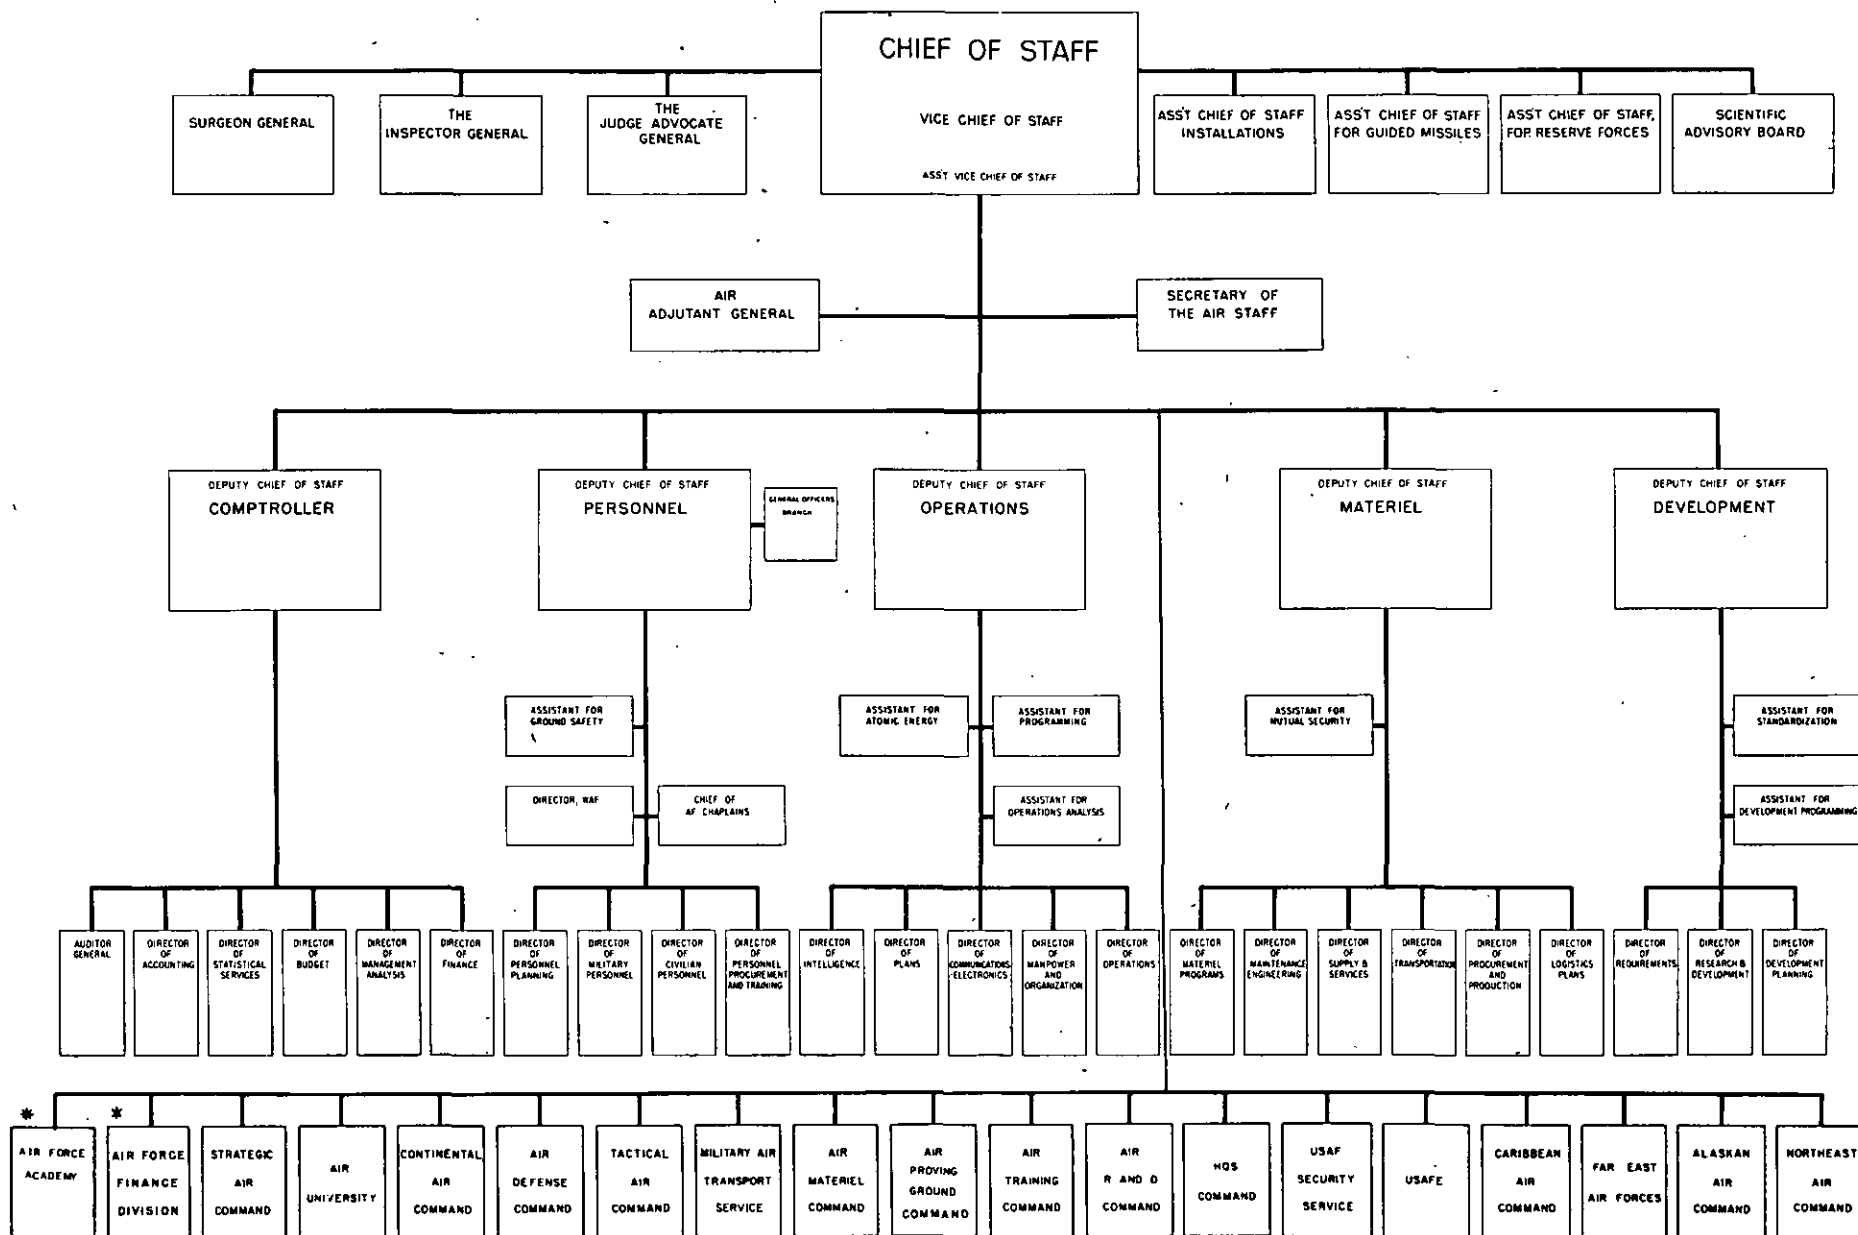 CHIEF OF STAFF
VICE CHIEF OF STAFF
ASS'T VICE CHIEF OF STAFF
SURGEON GENERAL
THE
INSPECTOR GENERAL
THE
JUDGE ADVOCATE
GENERAL
ASS'T CHIEF OF STAFF
INSTALLATIONS
ASS'T CHIEF OF STAFF
FOR GUIDED MISSILES
ASS'T CHIEF OF STAFF,
FOR RESERVE FORCES
SCIENTIFIC
ADVISORY BOARD
AIR
ADJUTANT GENERAL
SECRETARY OF
THE AIR STAFF
DEPUTY CHIEF OF STAFF
COMPTROLLER
DEPUTY CHIEF OF STAFF
PERSONNEL
GENERAL OFFICERS
BRANCH
DEPUTY CHIEF OF STAFF
OPERATIONS
DEPUTY CHIEF OF STAFF
MATERIEL
DEPUTY CHIEF OF STAFF
DEVELOPMENT
ASSISTANT FOR
GROUND SAFETY
ASSISTANT FOR
ATOMIC ENERGY
ASSISTANT FOR
PROGRAMMING
ASSISTANT FOR
MUTUAL SECURITY
ASSISTANT FOR
STANDARDIZATION
DIRECTOR, WAF
CHIEF OF
AF CHAPLAINS
ASSISTANT FOR
OPERATIONS ANALYSIS
ASSISTANT FOR
DEVELOPMENT PROGRAMMING
AUDITOR
GENERAL
DIRECTOR
OF
ACCOUNTING
DIRECTOR
OF
STATISTICAL
SERVICES
DIRECTOR
OF
BUDGET
DIRECTOR
OF
MANAGEMENT
ANALYSIS
DIRECTOR
OF
FINANCE
DIRECTOR
OF
PERSONNEL
PLANNING
DIRECTOR
OF
MILITARY
PERSONNEL
DIRECTOR
OF
CIVILIAN
PERSONNEL
DIRECTOR
OF
PERSONNEL
PROCUREMENT
AND TRAINING
DIRECTOR
OF
INTELLIGENCE
DIRECTOR
OF
PLANS
DIRECTOR
OF
COMMUNICATIONS-
ELECTRONICS
DIRECTOR
OF
MANPOWER
AND
ORGANIZATION
DIRECTOR
OF
OPERATIONS
DIRECTOR
OF
MATERIEL
PROGRAMS
DIRECTOR
OF
MAINTENANCE
ENGINEERING
DIRECTOR
OF
SUPPLY &
SERVICES
DIRECTOR
OF
TRANSPORTATION
DIRECTOR
OF
PROCUREMENT
AND
PRODUCTION
DIRECTOR
OF
LOGISTICS
PLANS
DIRECTOR
OF
REQUIREMENTS
DIRECTOR
OF
RESEARCH &
DEVELOPMENT
DIRECTOR
OF
DEVELOPMENT
PLANNING
*
AIR FORCE
ACADEMY
*
AIR FORCE
FINANCE
DIVISION
STRATEGIC
AIR
COMMAND
AIR
UNIVERSITY
CONTINENTAL
AIR
COMMAND
AIR
DEFENSE
COMMAND
TACTICAL
AIR
COMMAND
MILITARY AIR
TRANSPORT
SERVICE
AIR
MATERIEL
COMMAND
AIR
PROVING
GROUND
COMMAND
AIR
TRAINING
COMMAND
AIR
R AND D
COMMAND
HQS
COMMAND
USAF
SECURITY
SERVICE
USAFE
CARIBBEAN
AIR
COMMAND
FAR EAST
AIR FORCES
ALASKAN
AIR
COMMAND
NORTHEAST
AIR
COMMAND